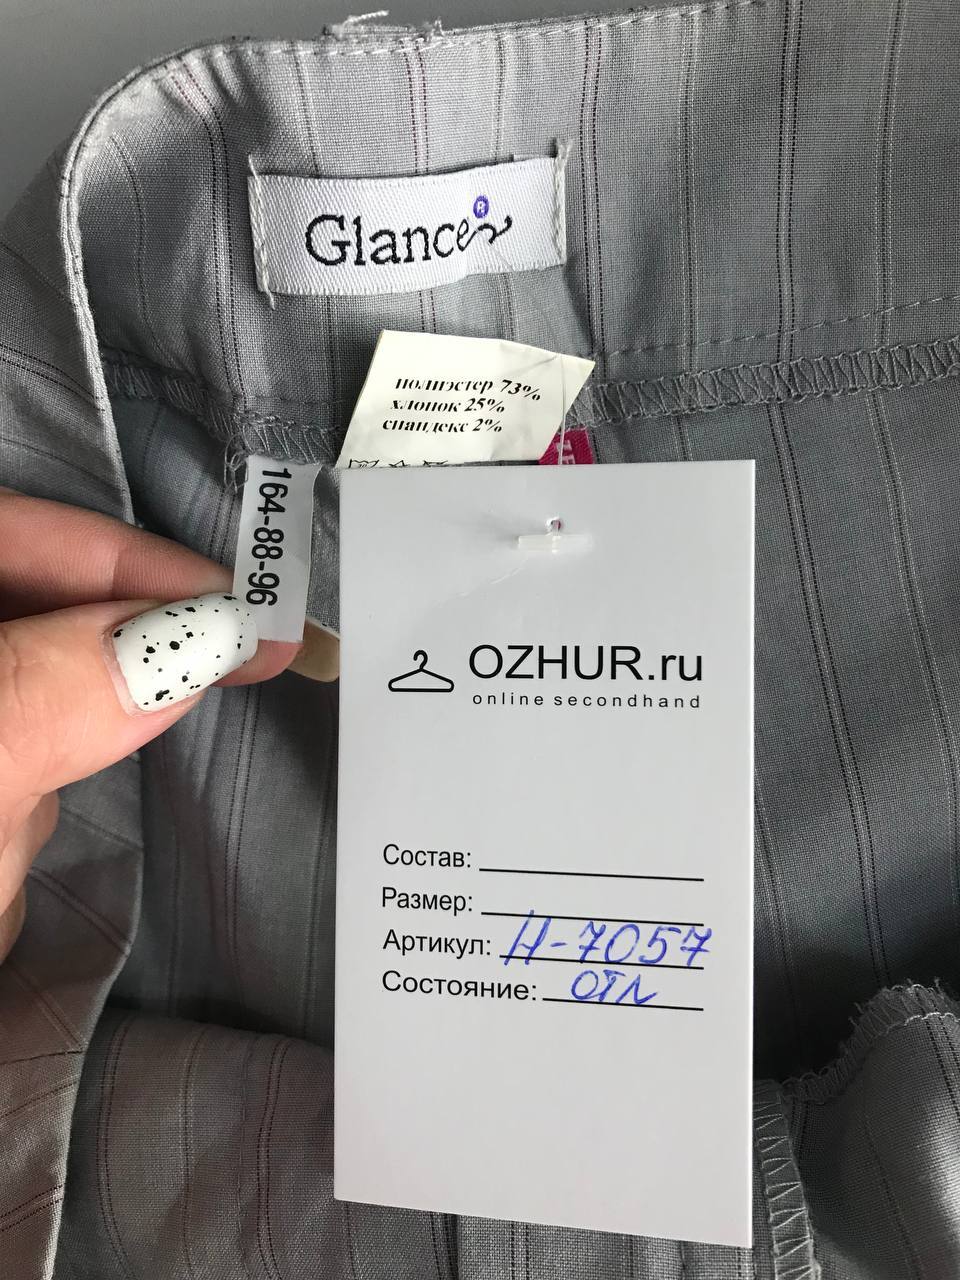 Glance
R
полиэстер 73%
хлопок 25%
спандекс 2%
164-88-96
OZHUR.ru
online secondhand
Состав:
Размер:
Артикул: Н-7057
Состояние: ОТЛ